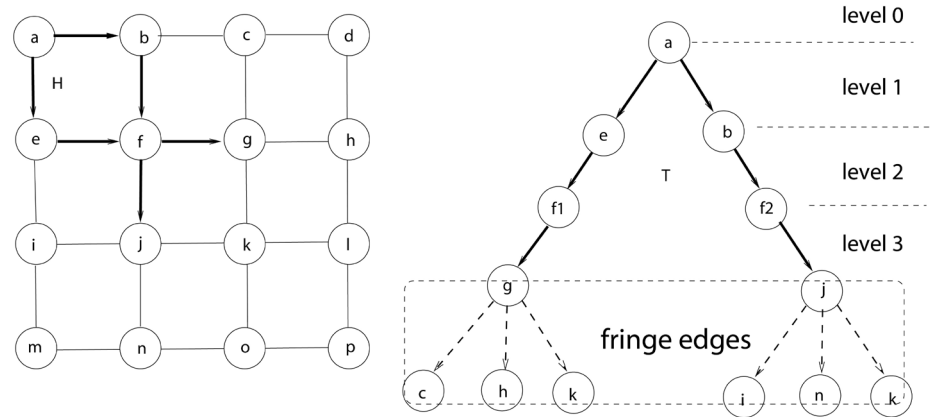 a b c d
H
e f g h
i j k l
m n o p
level 0
a
level 1
e b
T
level 2
f1 f2
level 3
g j
fringe edges
c h k i n k